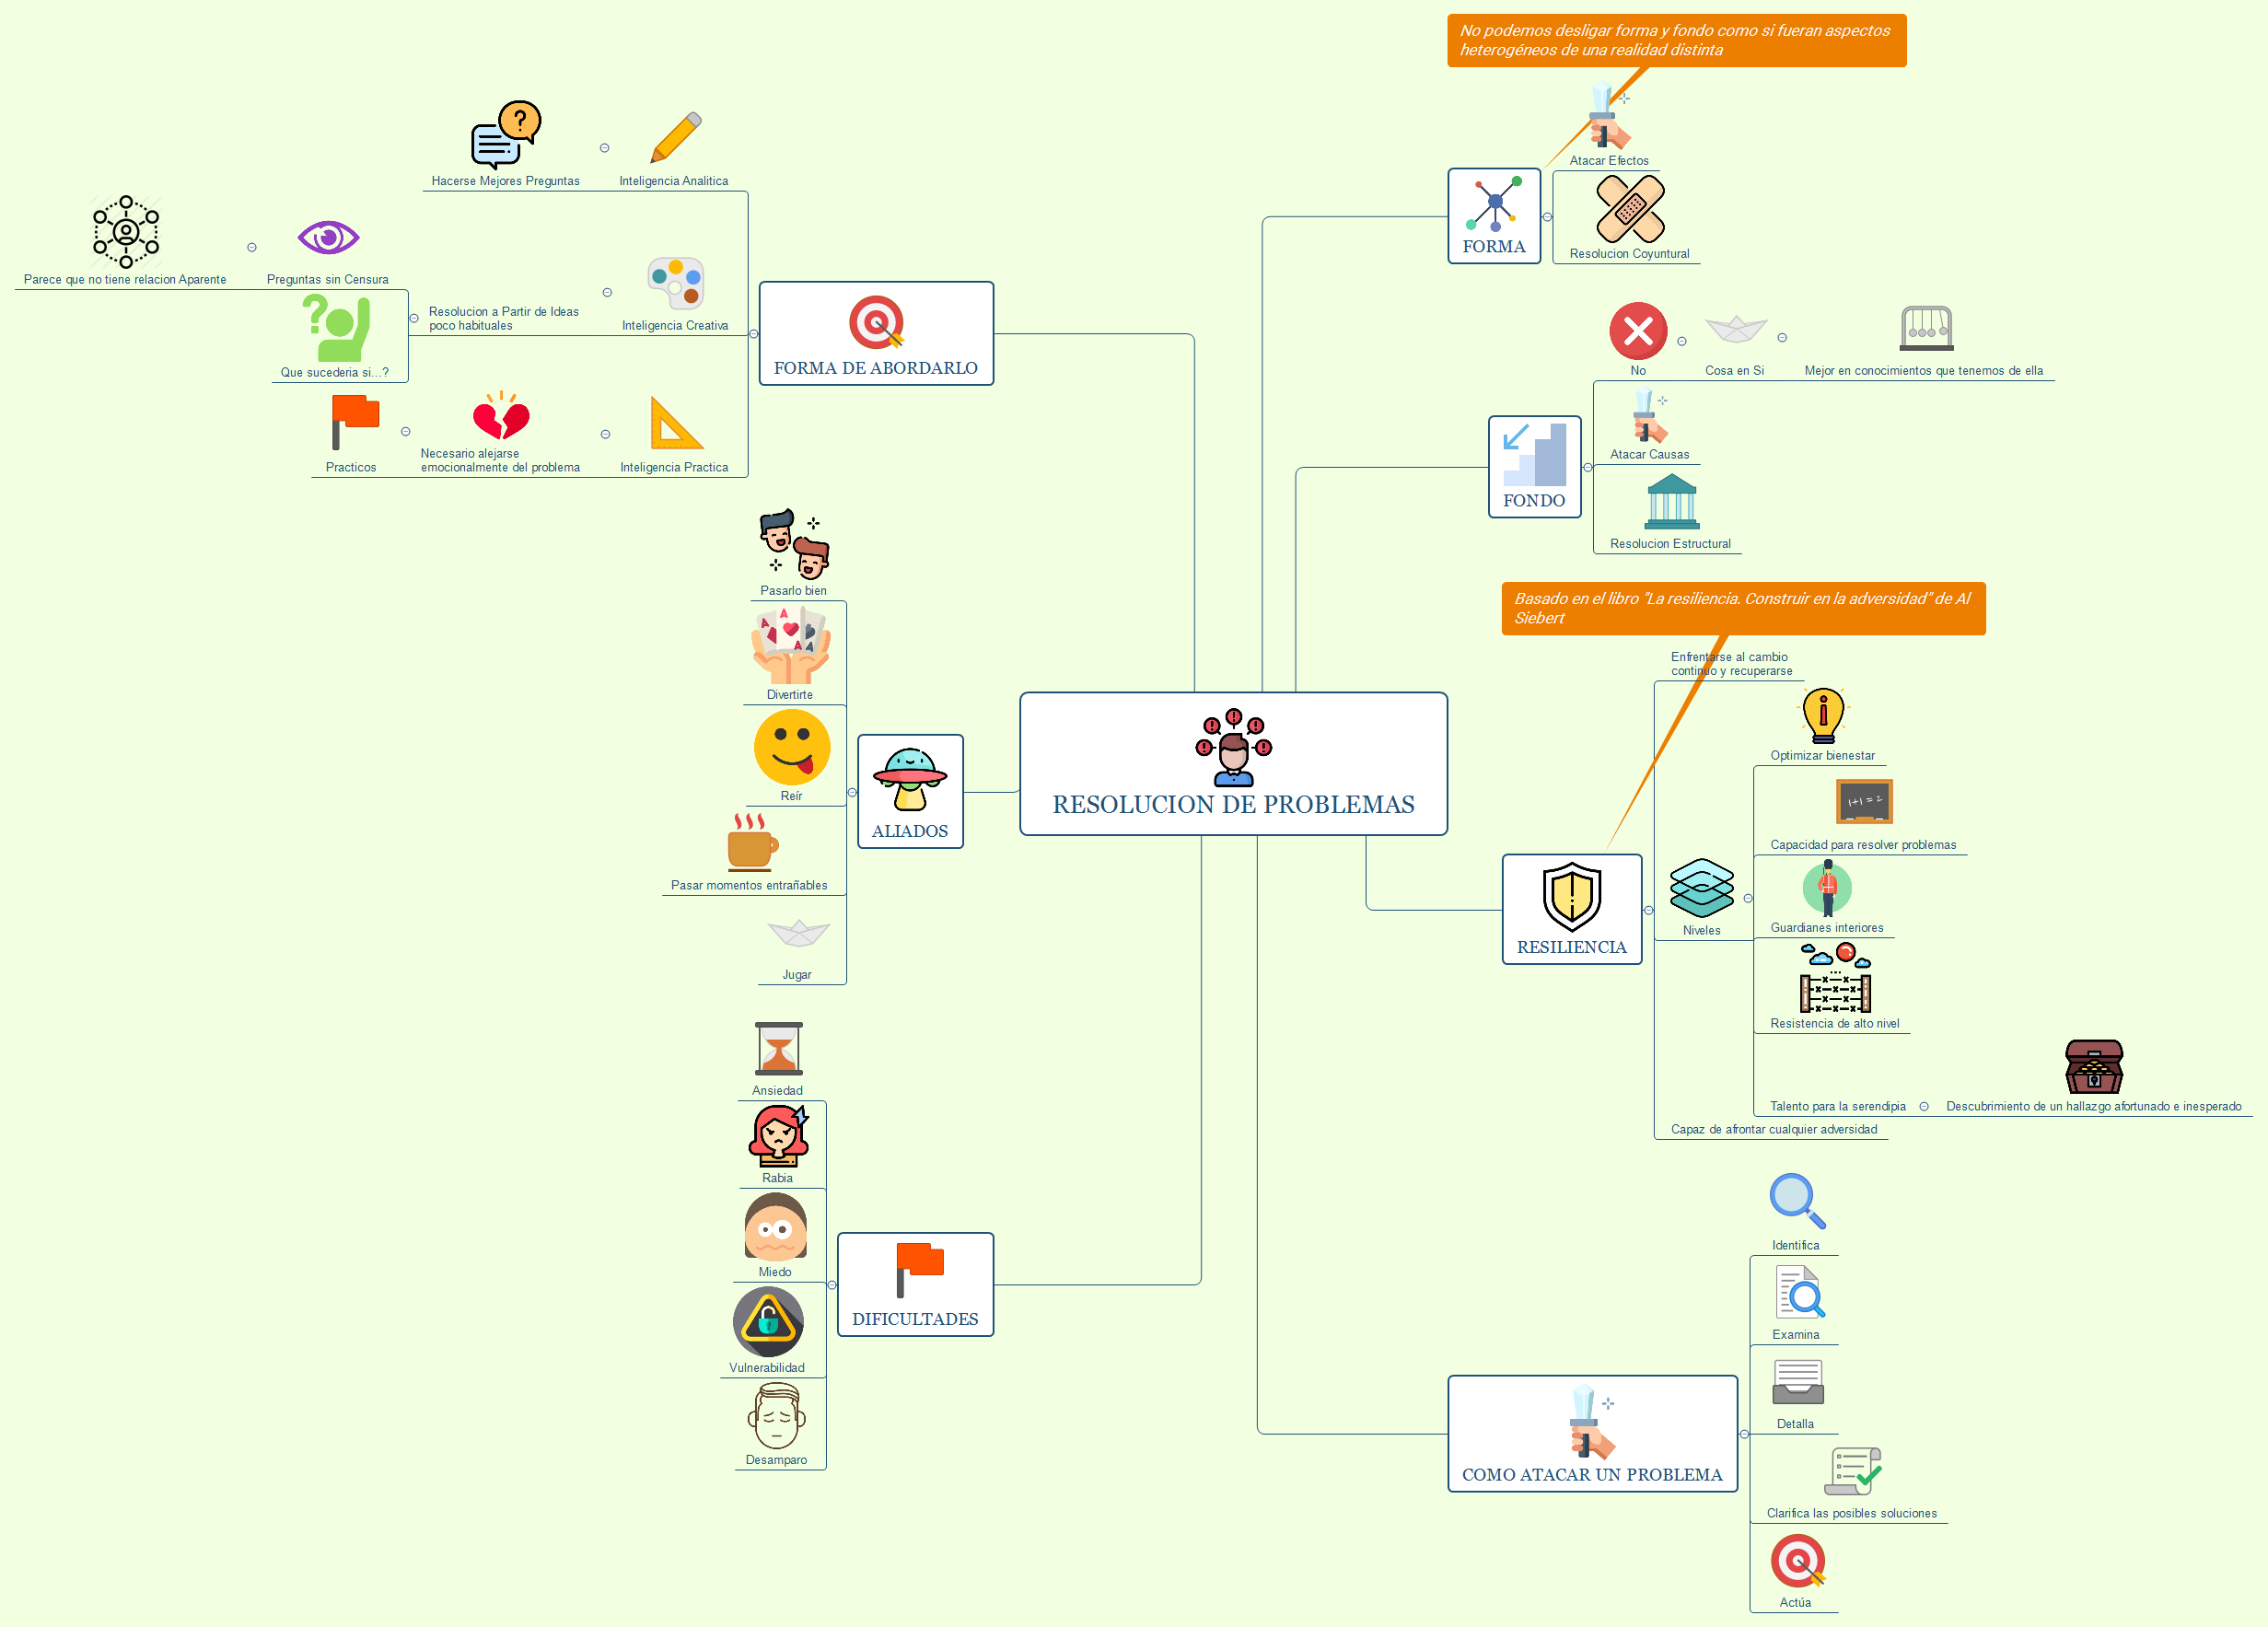 No podemos desligar forma y fondo como si fueran aspectos
heterogéneos de una realidad distinta
Atacar Efectos
FORMA
Resolucion Coyuntural
No
Cosa en Si
Mejor en conocimientos que tenemos de ella
Atacar Causas
FONDO
Resolucion Estructural
Basado en el libro "La resiliencia. Construir en la adversidad" de Al
Siebert
Enfrentarse al cambio
continuo y recuperarse
Optimizar bienestar
Capacidad para resolver problemas
Niveles
Guardianes interiores
RESILIENCIA
Resistencia de alto nivel
Talento para la serendipia
Descubrimiento de un hallazgo afortunado e inesperado
Capaz de afrontar cualquier adversidad
Identifica
Examina
Detalla
COMO ATACAR UN PROBLEMA
Clarifica las posibles soluciones
Actúa
RESOLUCION DE PROBLEMAS
Hacerse Mejores Preguntas
Inteligencia Analitica
Parece que no tiene relacion Aparente
Preguntas sin Censura
Resolucion a Partir de Ideas
poco habituales
Inteligencia Creativa
Que sucederia si...?
FORMA DE ABORDARLO
Practicos
Necesario alejarse
emocionalmente del problema
Inteligencia Practica
Pasarlo bien
A
A
A
A
Divertirte
Reír
ALIADOS
Pasar momentos entrañables
Jugar
Ansiedad
Rabia
Miedo
DIFICULTADES
Vulnerabilidad
Desamparo
1+1 = 2